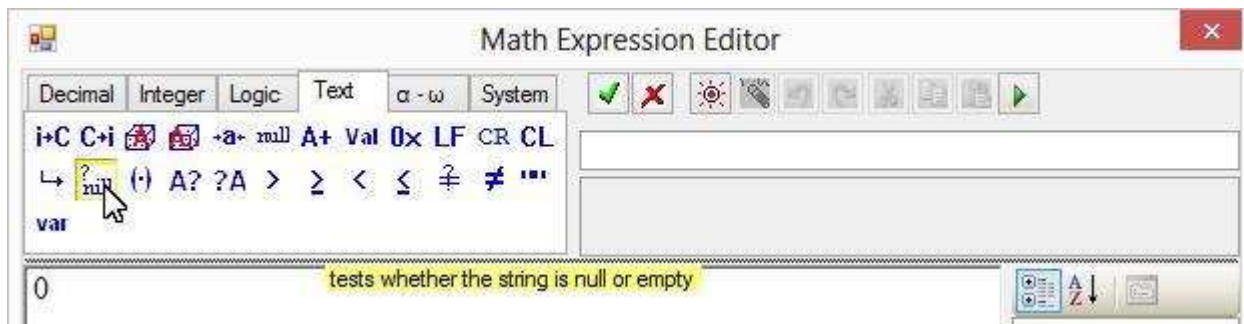 Math Expression Editor
Decimal Integer Logic Text α - ω System
i→C C→i →a← null A+ Val 0x LF CR CL
? null (·) A? ?A > ≥ < ≤ ≠ """
var
tests whether the string is null or empty
0
A Z